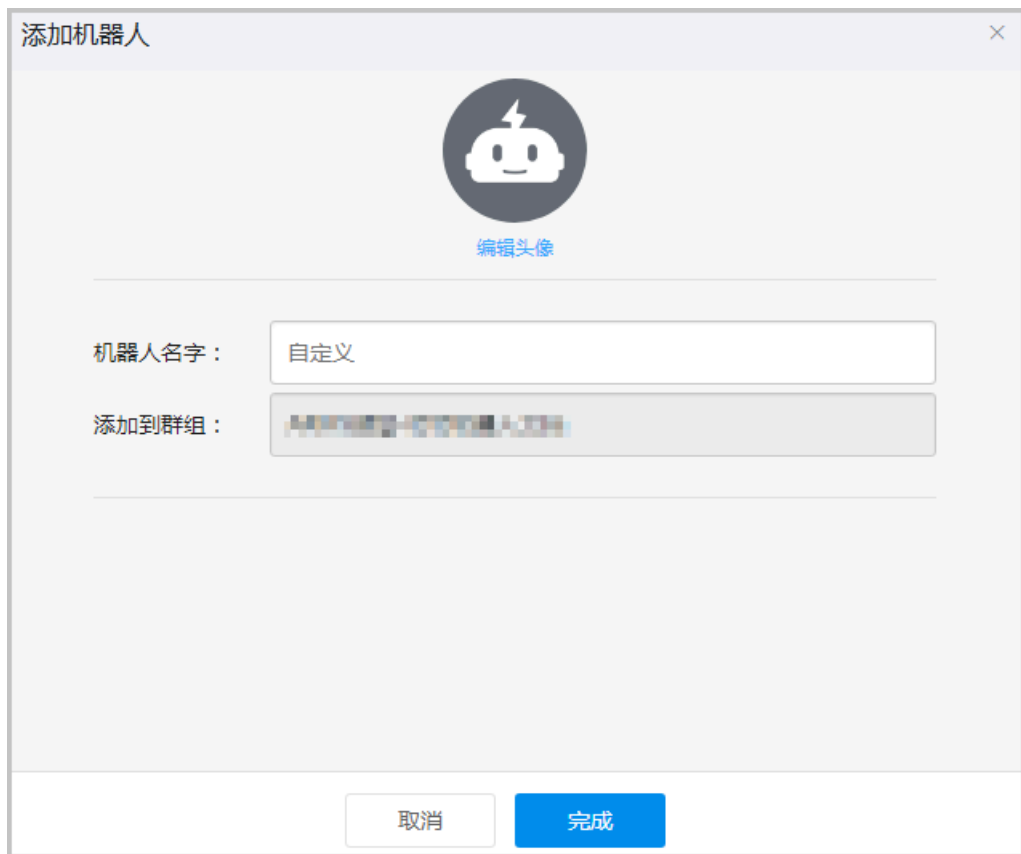 添加机器人
编辑头像
机器人名字：
自定义
添加到群组：
取消
完成